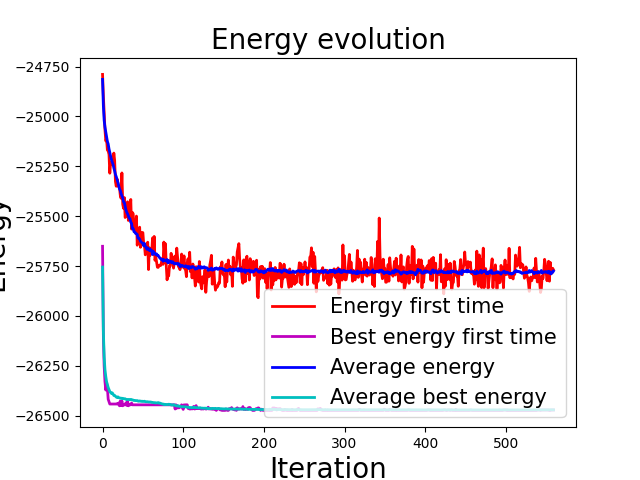 Energy evolution
Energy
−24750
−25000
−25250
−25500
−25750
−26000
−26250
−26500
Energy first time
Best energy first time
Average energy
Average best energy
0
100
200
300
400
500
Iteration